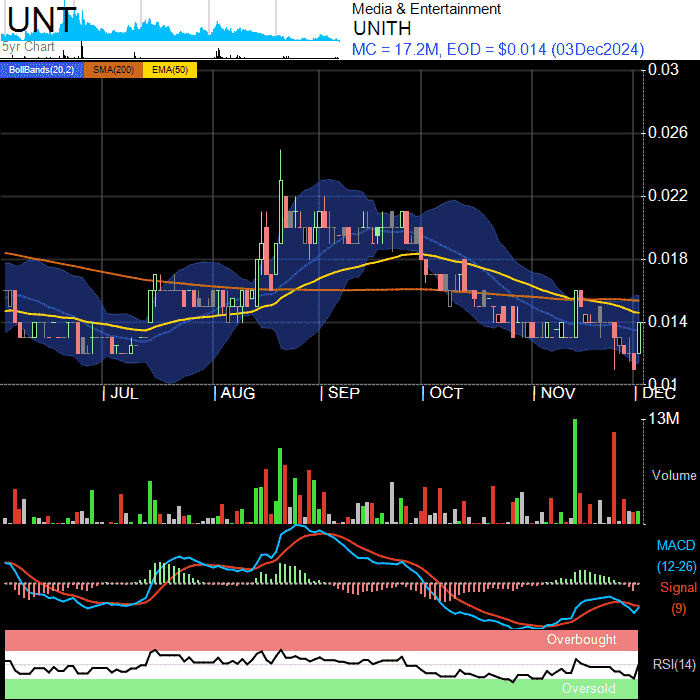 UNT
5yr Chart
Media & Entertainment
UNITH
MC = 17.2M, EOD = $0.014 (03Dec2024)
BollBands(20,2) SMA(200) EMA(50)
0.03
0.026
0.022
0.018
0.014
0.01
JUL AUG SEP OCT NOV DEC
13M
Volume
MACD
(12-26)
Signal
(9)
Overbought
RSI(14)
Oversold